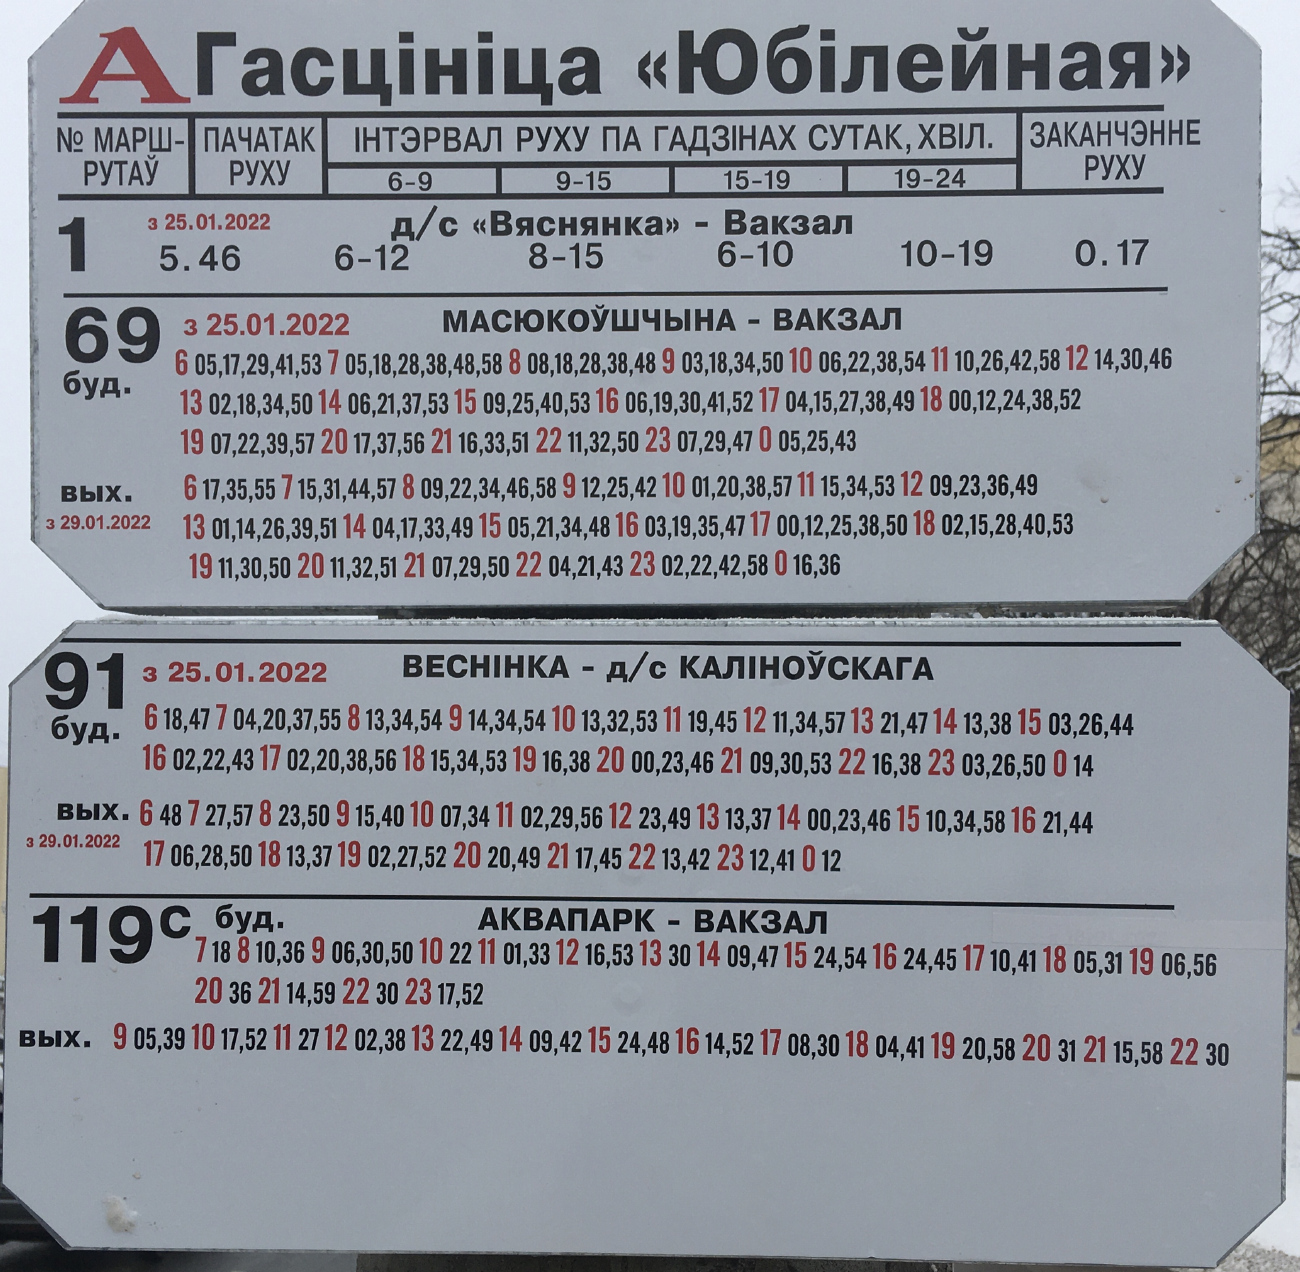 А Гасцініца «Юбілейная»
№ МАРШ-РУТАЎ ПАЧАТАК РУХУ ІНТЭРВАЛ РУХУ ПА ГАДЗІНАХ СУТАК, ХВІЛ. ЗАКАНЧЭННЕ РУХУ
6-9 9-15 15-19 19-24
1 з 25.01.2022 д/с «Вяснянка» - Вакзал
5.46 6-12 8-15 6-10 10-19 0.17
69 з 25.01.2022 МАСЮКОЎШЧЫНА - ВАКЗАЛ
буд. 6 05,17,29,41,53 7 05,18,28,38,48,58 8 08,18,28,38,48 9 03,18,34,50 10 06,22,38,54 11 10,26,42,58 12 14,30,46
13 02,18,34,50 14 06,21,37,53 15 09,25,40,53 16 06,19,30,41,52 17 04,15,27,38,49 18 00,12,24,38,52
19 07,22,39,57 20 17,37,56 21 16,33,51 22 11,32,50 23 07,29,47 0 05,25,43
вых. 6 17,35,55 7 15,31,44,57 8 09,22,34,46,58 9 12,25,42 10 01,20,38,57 11 15,34,53 12 09,23,36,49
з 29.01.2022 13 01,14,26,39,51 14 04,17,33,49 15 05,21,34,48 16 03,19,35,47 17 00,12,25,38,50 18 02,15,28,40,53
19 11,30,50 20 11,32,51 21 07,29,50 22 04,21,43 23 02,22,42,58 0 16,36
91 з 25.01.2022 ВЕСНІНКА - д/с КАЛІНОЎСКАГА
буд. 6 18,47 7 04,20,37,55 8 13,34,54 9 14,34,54 10 13,32,53 11 19,45 12 11,34,57 13 21,47 14 13,38 15 03,26,44
16 02,22,43 17 02,20,38,56 18 15,34,53 19 16,38 20 00,23,46 21 09,30,53 22 16,38 23 03,26,50 0 14
вых. 6 48 7 27,57 8 23,50 9 15,40 10 07,34 11 02,29,56 12 23,49 13 13,37 14 00,23,46 15 10,34,58 16 21,44
з 29.01.2022 17 06,28,50 18 13,37 19 02,27,52 20 20,49 21 17,45 22 13,42 23 12,41 0 12
119С буд. АКВАПАРК - ВАКЗАЛ
7 18 8 10,36 9 06,30,50 10 22 11 01,33 12 16,53 13 30 14 09,47 15 24,54 16 24,45 17 10,41 18 05,31 19 06,56
20 36 21 14,59 22 30 23 17,52
вых. 9 05,39 10 17,52 11 27 12 02,38 13 22,49 14 09,42 15 24,48 16 14,52 17 08,30 18 04,41 19 20,58 20 31 21 15,58 22 30